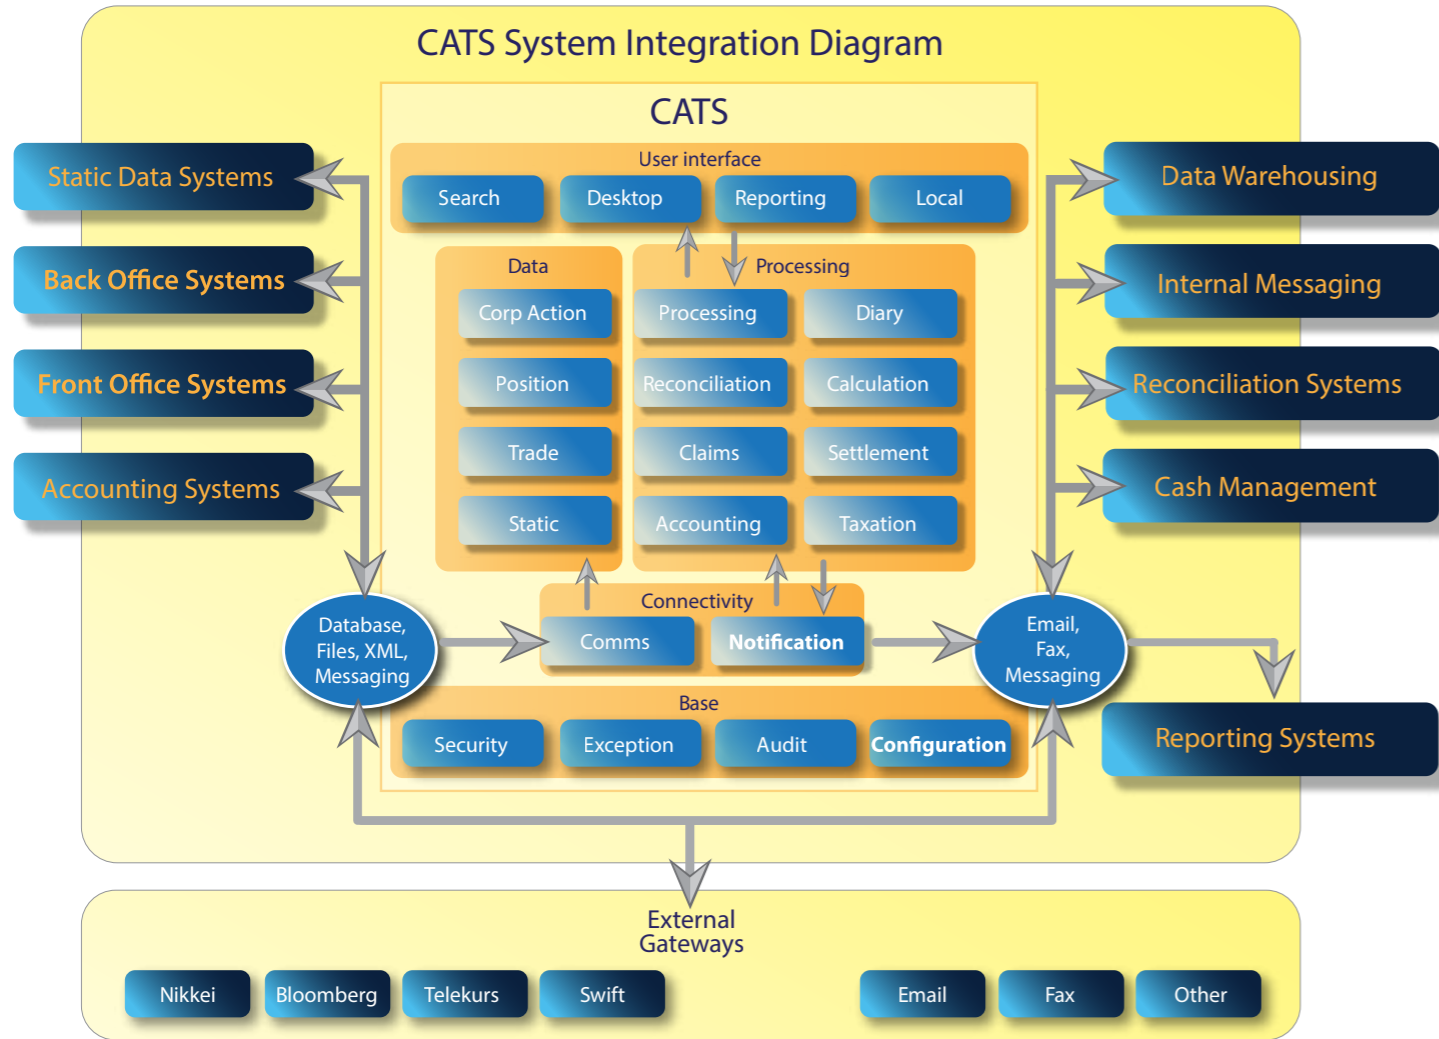 CATS System Integration Diagram
CATS
User interface
Search
Desktop
Reporting
Local
Static Data Systems
Back Office Systems
Front Office Systems
Accounting Systems
Data
Corp Action
Position
Trade
Static
Processing
Processing
Diary
Reconciliation
Calculation
Claims
Settlement
Accounting
Taxation
Data Warehousing
Internal Messaging
Reconciliation Systems
Cash Management
Database,
Files, XML,
Messaging
Connectivity
Comms
Notification
Email,
Fax,
Messaging
Base
Security
Exception
Audit
Configuration
Reporting Systems
External
Gateways
Nikkei
Bloomberg
Telekurs
Swift
Email
Fax
Other